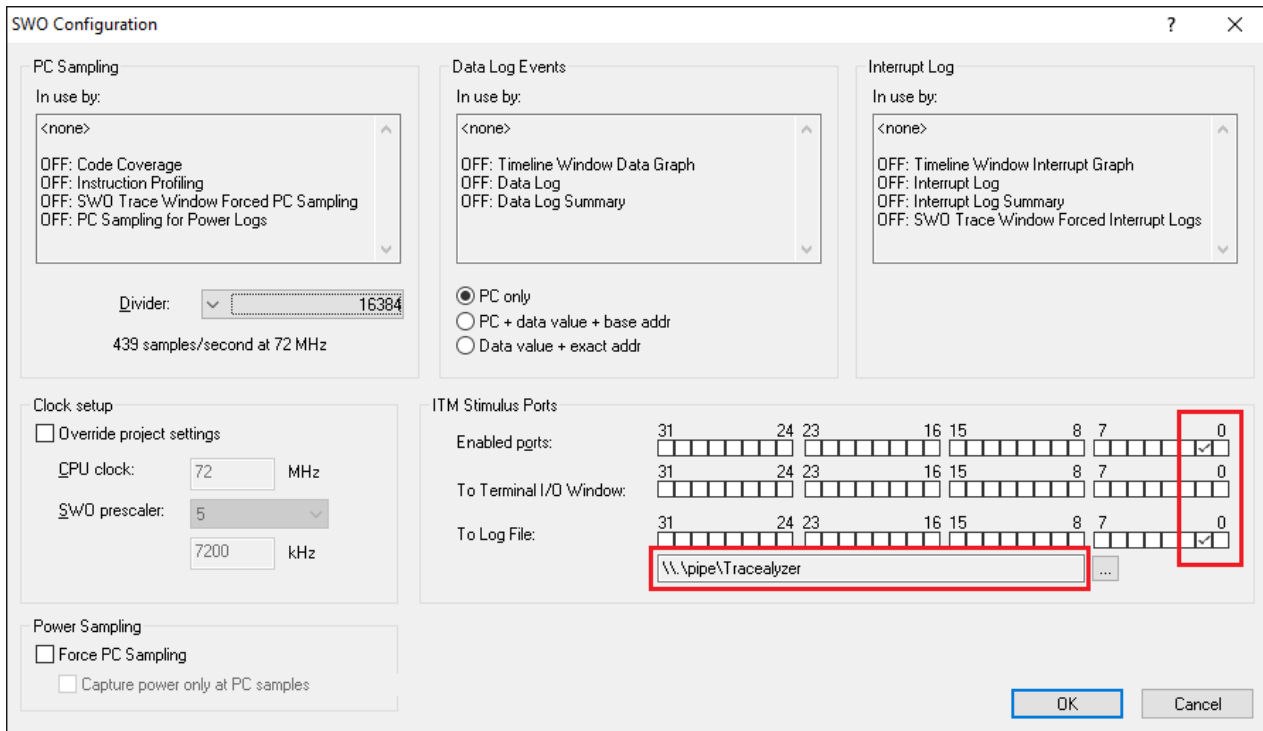 SWO Configuration
?
PC Sampling
In use by:
<none>
OFF: Code Coverage
OFF: Instruction Profiling
OFF: SWO Trace Window Forced PC Sampling
OFF: PC Sampling for Power Logs
Divider:
16384
439 samples/second at 72 MHz
Data Log Events
In use by:
<none>
OFF: Timeline Window Data Graph
OFF: Data Log
OFF: Data Log Summary
PC only
PC + data value + base addr
Data value + exact addr
Interrupt Log
In use by:
<none>
OFF: Timeline Window Interrupt Graph
OFF: Interrupt Log
OFF: Interrupt Log Summary
OFF: SWO Trace Window Forced Interrupt Logs
Clock setup
Override project settings
CPU clock: 72 MHz
SWO prescaler: 5
7200 kHz
ITM Stimulus Ports
31 24 23 16 15 8 7 0
Enabled ports:
31 24 23 16 15 8 7 0
To Terminal I/O Window:
31 24 23 16 15 8 7 0
To Log File:
\\.\pipe\Tracealyzer
...
Power Sampling
Force PC Sampling
Capture power only at PC samples
OK
Cancel